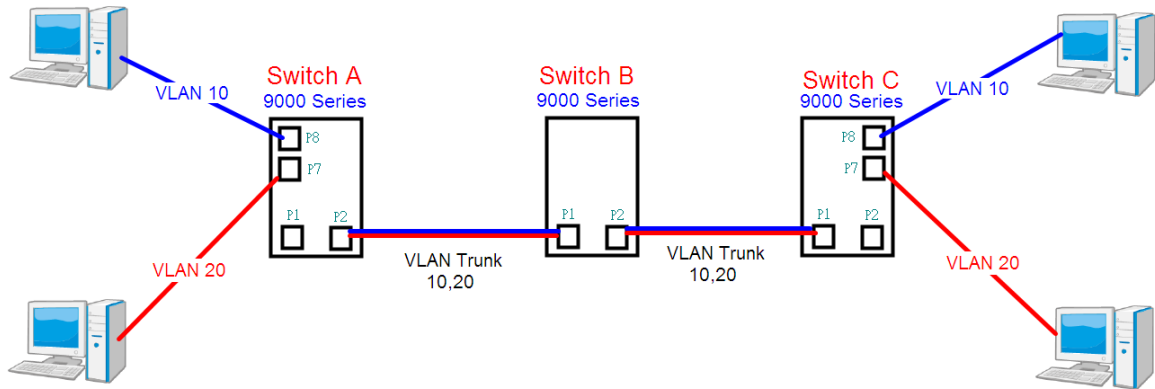 Switch A
9000 Series
Switch B
9000 Series
Switch C
9000 Series
VLAN 10
VLAN 10
P8
P7
P8
P7
P1
P2
P1
P2
P1
P2
VLAN 20
VLAN Trunk
10,20
VLAN Trunk
10,20
VLAN 20